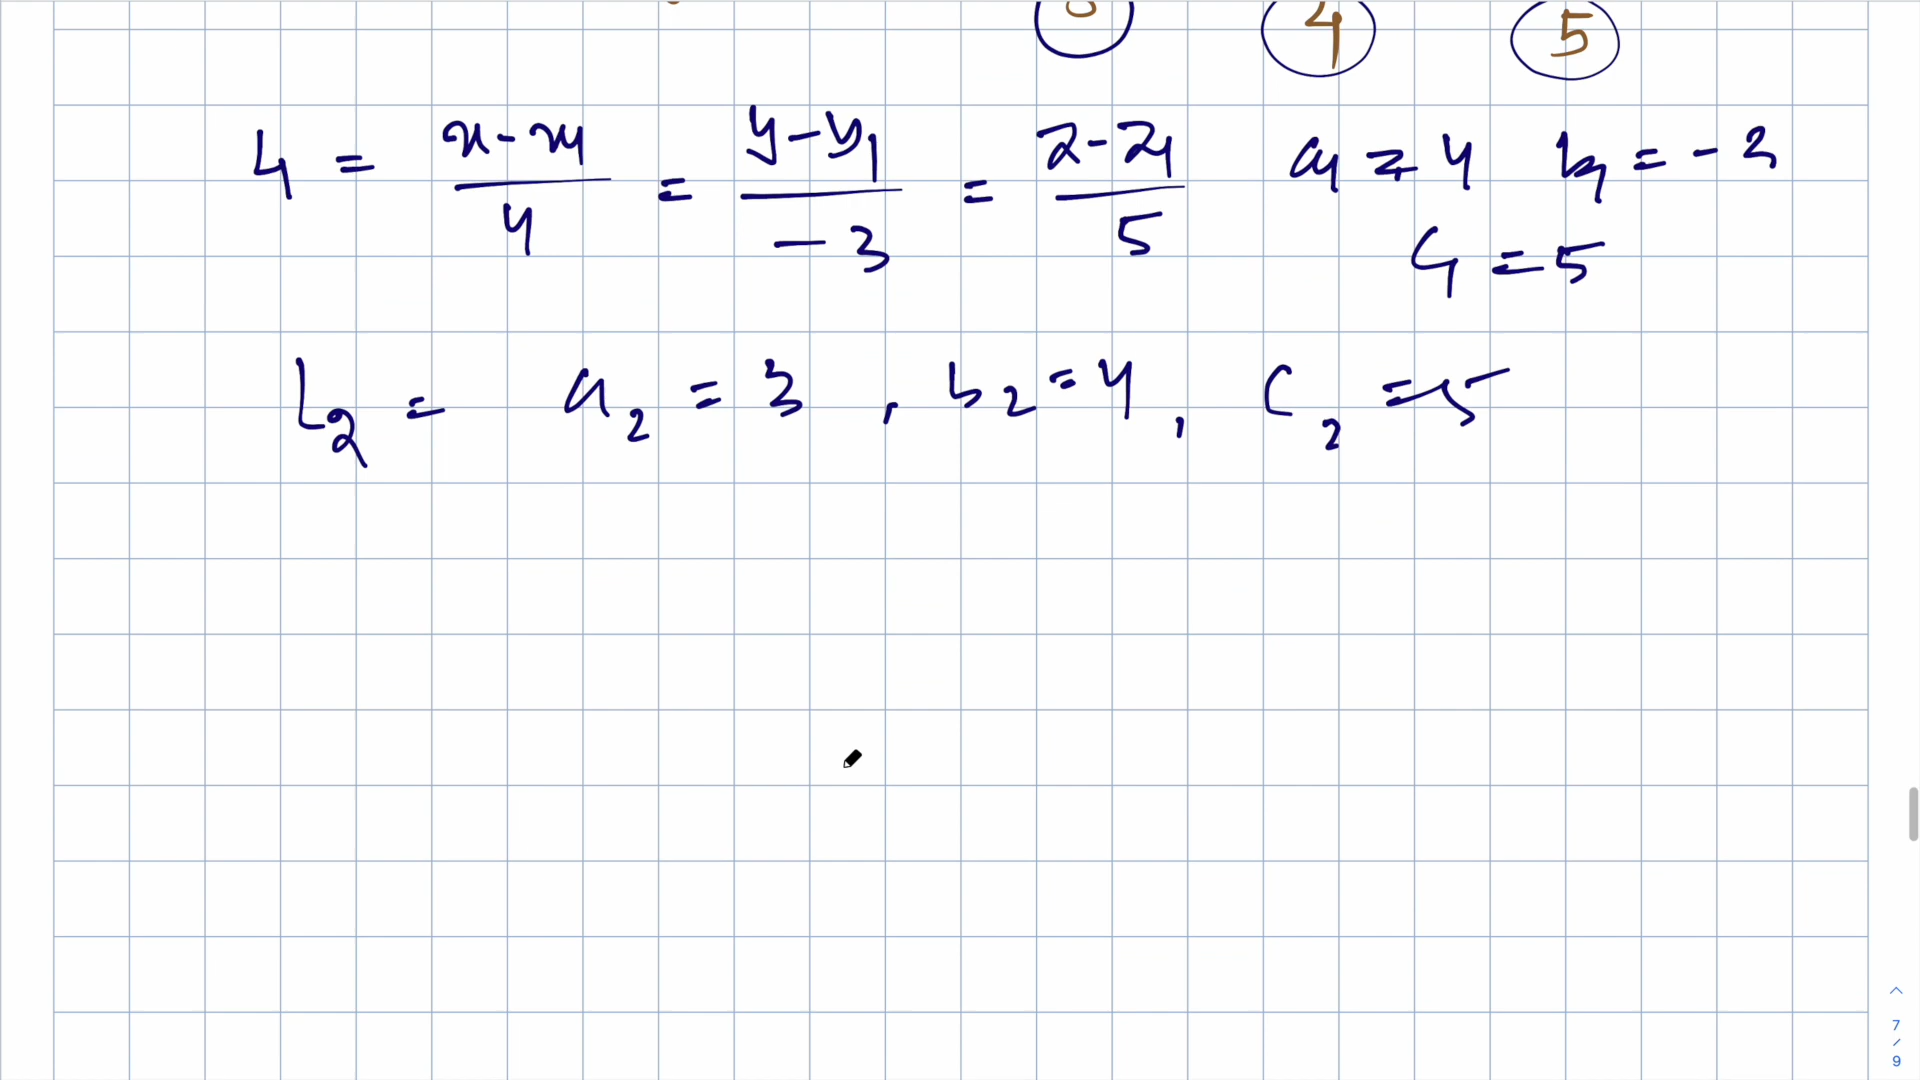 4 5
L₁ = (x - x₁)/4 = (y - y₁)/-3 = (z - z₁)/5 a₁ = 4 b₁ = -3
c₁ = 5
L₂ = a₂ = 3, b₂ = 4, c₂ = 5
7
/
9